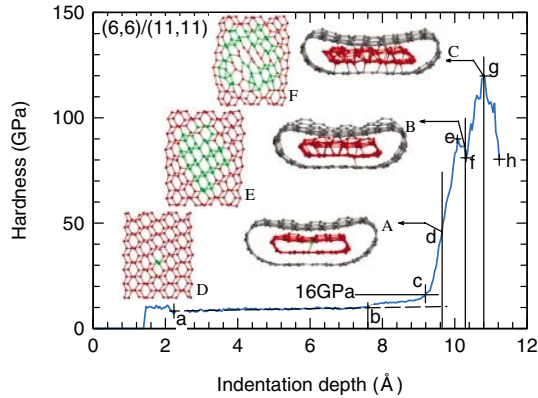 (6,6)/(11,11)
C
g
F
B
e
f
h
E
A
d
16GPa
c
D
a
b
150
100
50
0
0 2 4 6 8 10 12
Hardness (GPa)
Indentation depth (Å)